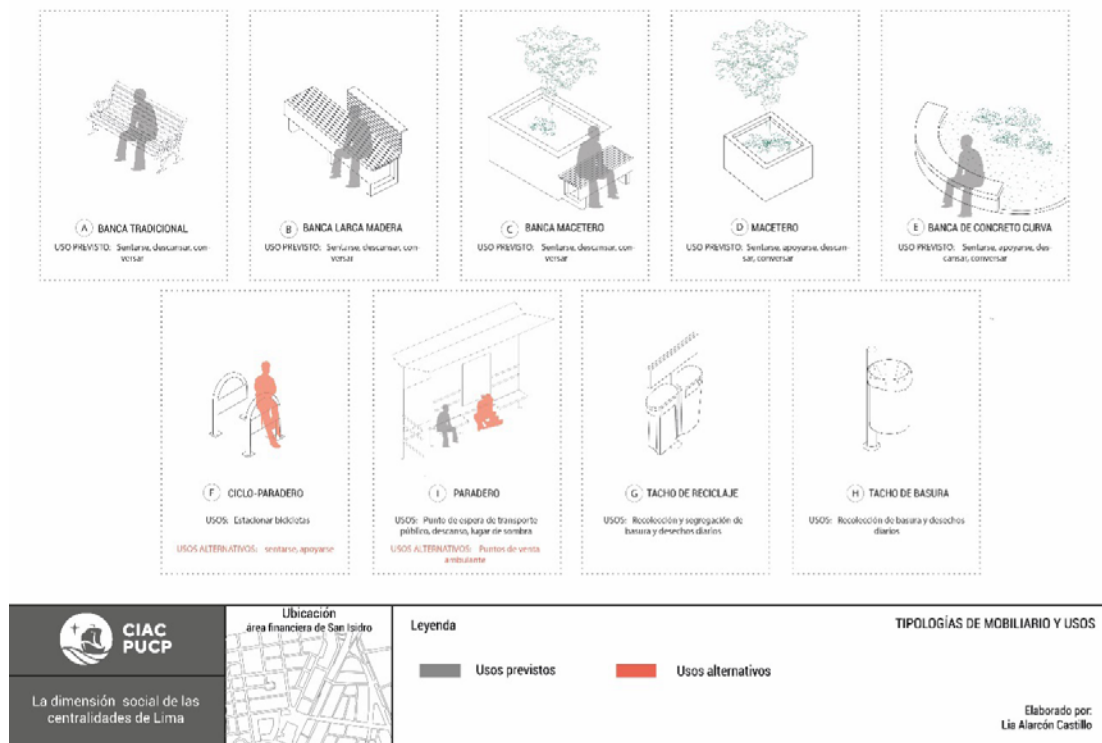 A BANCA TRADICIONAL
USO PREVISTO: Sentarse, descansar, con-
versar
B BANCA LARGA MADERA
USO PREVISTO: Sentarse, descansar, con-
versar
C BANCA MACETERO
USO PREVISTO: Sentarse, descansar, con-
versar
D MACETERO
USO PREVISTO: Sentarse, apoyarse, descan-
sar, conversar
E BANCA DE CONCRETO CURVA
USO PREVISTO: Sentarse, apoyarse, des-
cansar, conversar
F CICLO-PARADERO
USOS: Estacionar bicicletas
USOS ALTERNATIVOS: sentarse, apoyarse
I PARADERO
USOS: Punto de espera de transporte
público, descanso, lugar de sombra
USOS ALTERNATIVOS: Puntos de venta
ambulante
G TACHO DE RECICLAJE
USOS: Recolección y segregación de
basura y desechos diarios
H TACHO DE BASURA
USOS: Recolección de basura y desechos
diarios
CIAC
PUCP
La dimensión social de las
centralidades de Lima
Ubicación
área financiera de San Isidro
Leyenda
Usos previstos
Usos alternativos
TIPOLOGÍAS DE MOBILIARIO Y USOS
Elaborado por:
Lia Alarcón Castillo